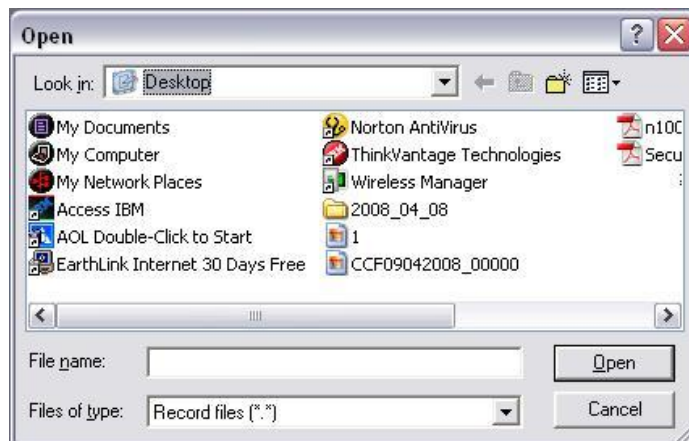 Open
Look in: Desktop
My Documents
My Computer
My Network Places
Access IBM
AOL Double-Click to Start
EarthLink Internet 30 Days Free
Norton AntiVirus
ThinkVantage Technologies
Wireless Manager
2008_04_08
1
CCF09042008_00000
n100
Secu
File name:
Open
Files of type: Record files (*.*)
Cancel